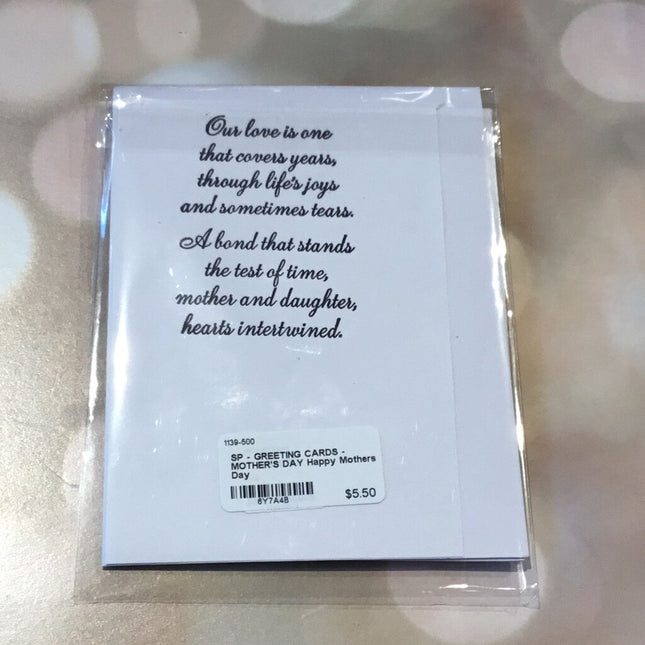 Our love is one
that covers years,
through life's joys
and sometimes tears.
A bond that stands
the test of time,
mother and daughter,
hearts intertwined.
1139-500
SP - GREETING CARDS -
MOTHER'S DAY Happy Mothers
Day
6Y7A4B
$5.50